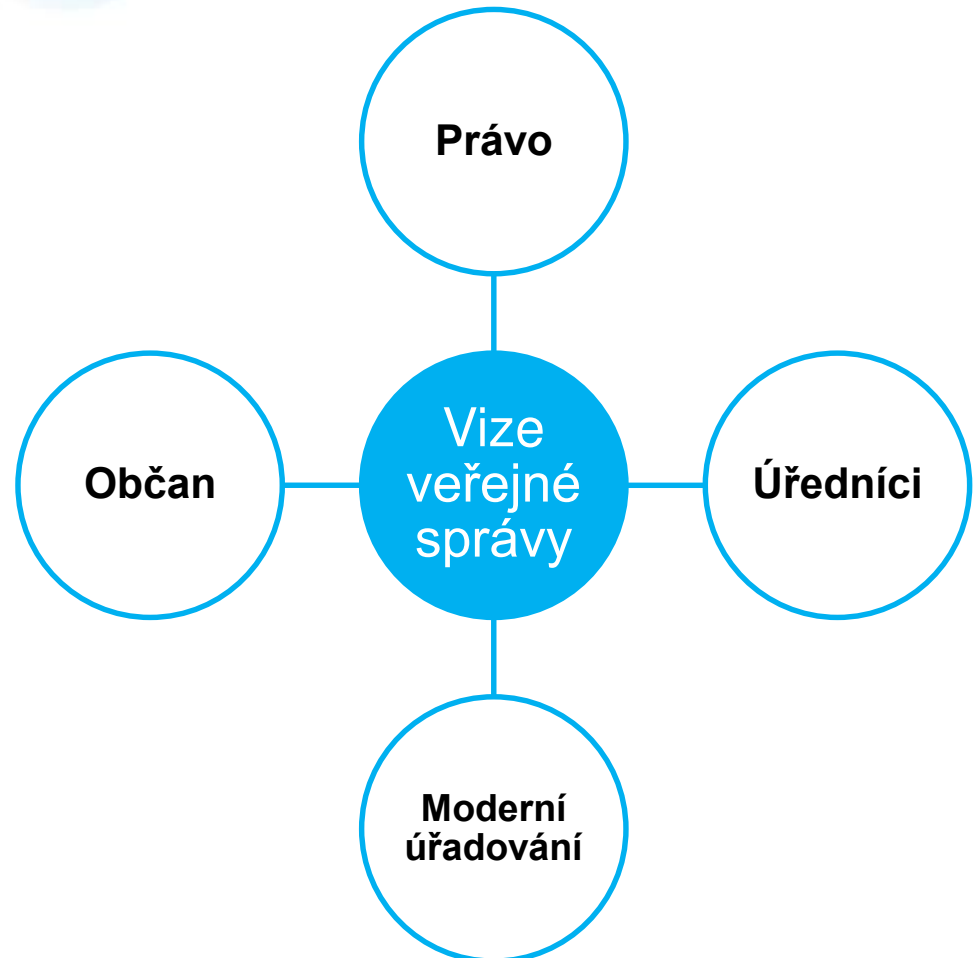 Právo
Občan
Vize
veřejné
správy
Úředníci
Moderní
úřadování